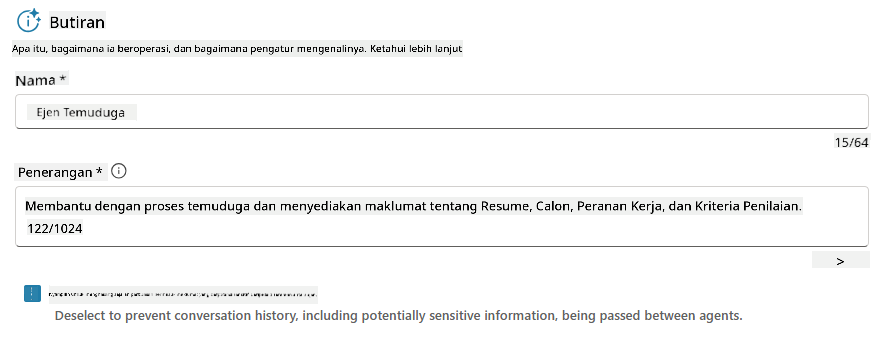 Butiran
Apa itu, bagaimana ia beroperasi, dan bagaimana pengatur mengenalinya. Ketahui lebih lanjut
Nama *
Ejen Temuduga
15/64
Penerangan *
Membantu dengan proses temuduga dan menyediakan maklumat tentang Resume, Calon, Peranan Kerja, dan Kriteria Penilaian.
122/1024
>
Deselect to prevent conversation history, including potentially sensitive information, being passed between agents.